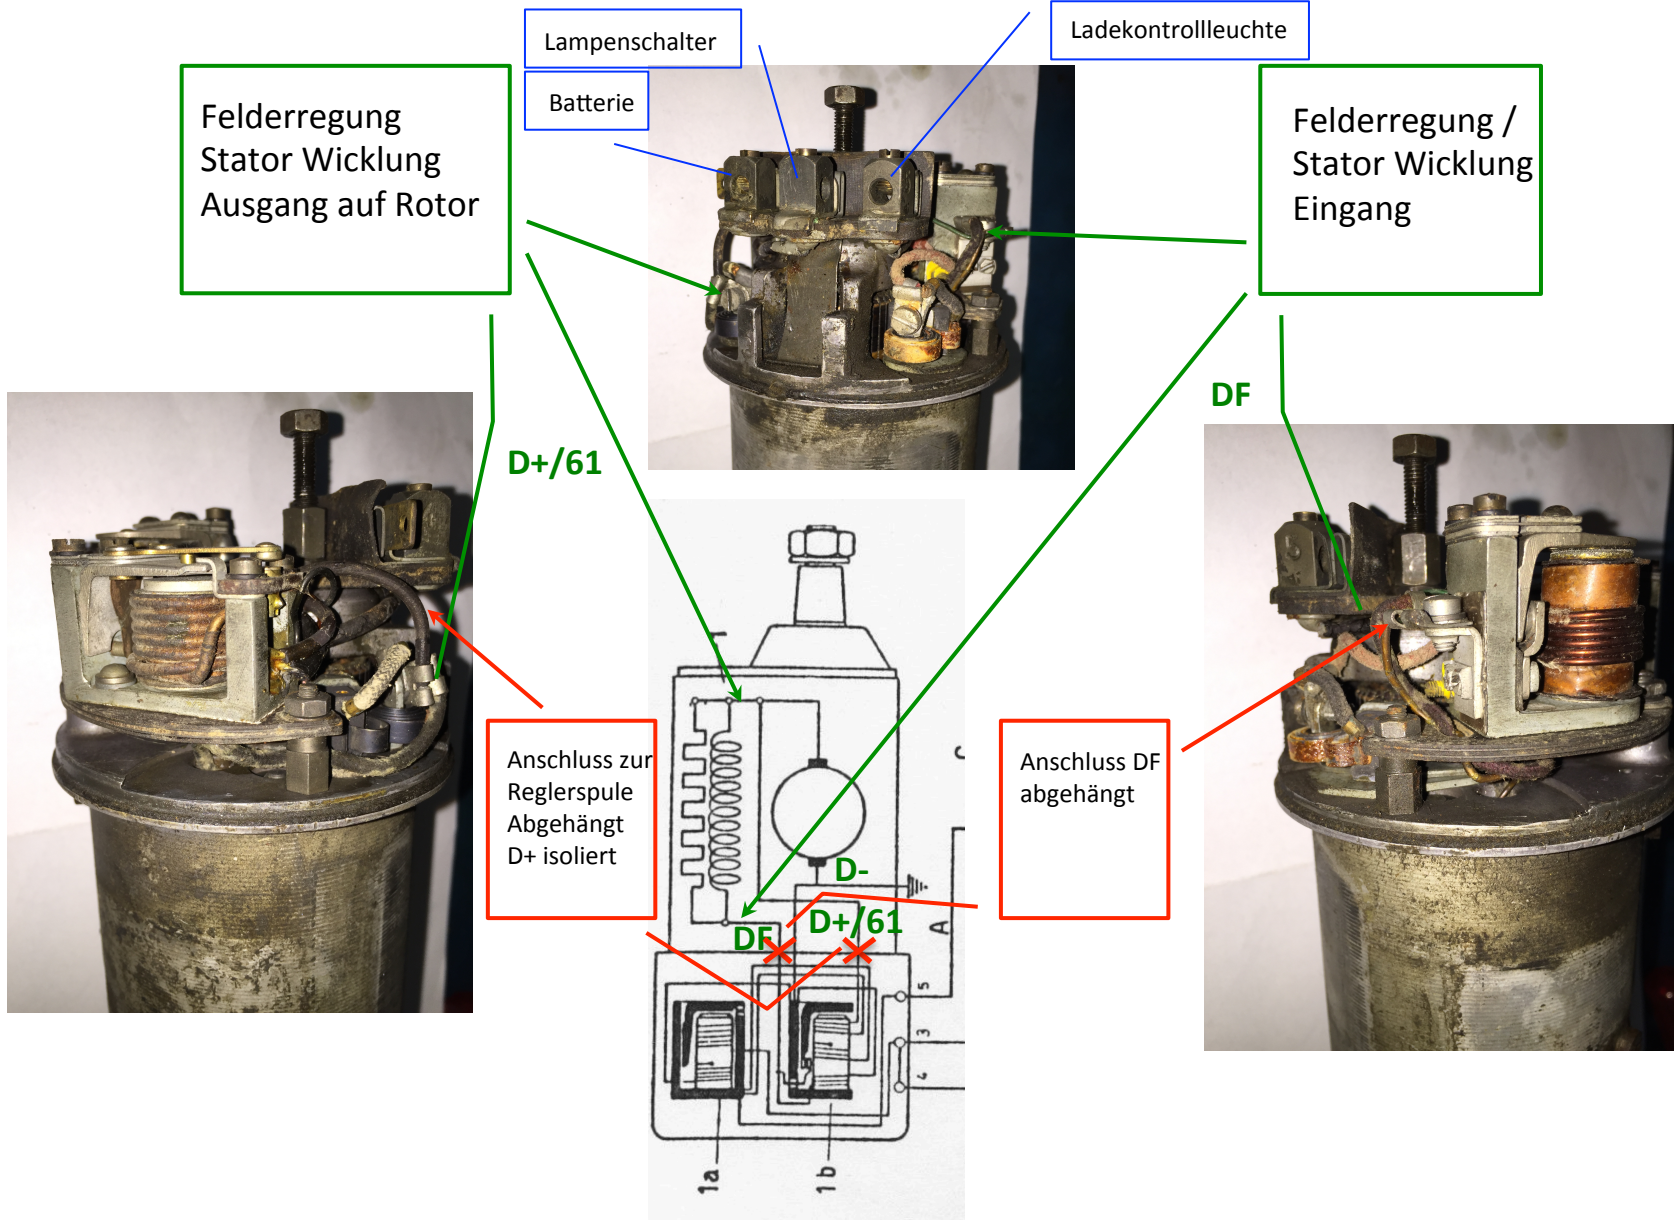 Lampenschalter
Ladekontrollleuchte
Batterie
Felderregung
Stator Wicklung
Ausgang auf Rotor
Felderregung /
Stator Wicklung
Eingang
D+/61
DF
Anschluss zur
Reglerspule
Abgehängt
D+ isoliert
Anschluss DF
abgehängt
D-
D+/61
DF
A
5
3
4
1a
1b